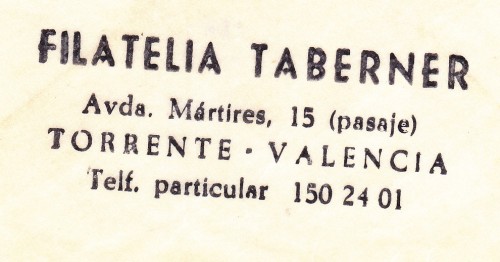 FILATELIA TABERNER
Avda. Mártires, 15 (pasaje)
TORRENTE - VALENCIA
Telf. particular 150 24 01